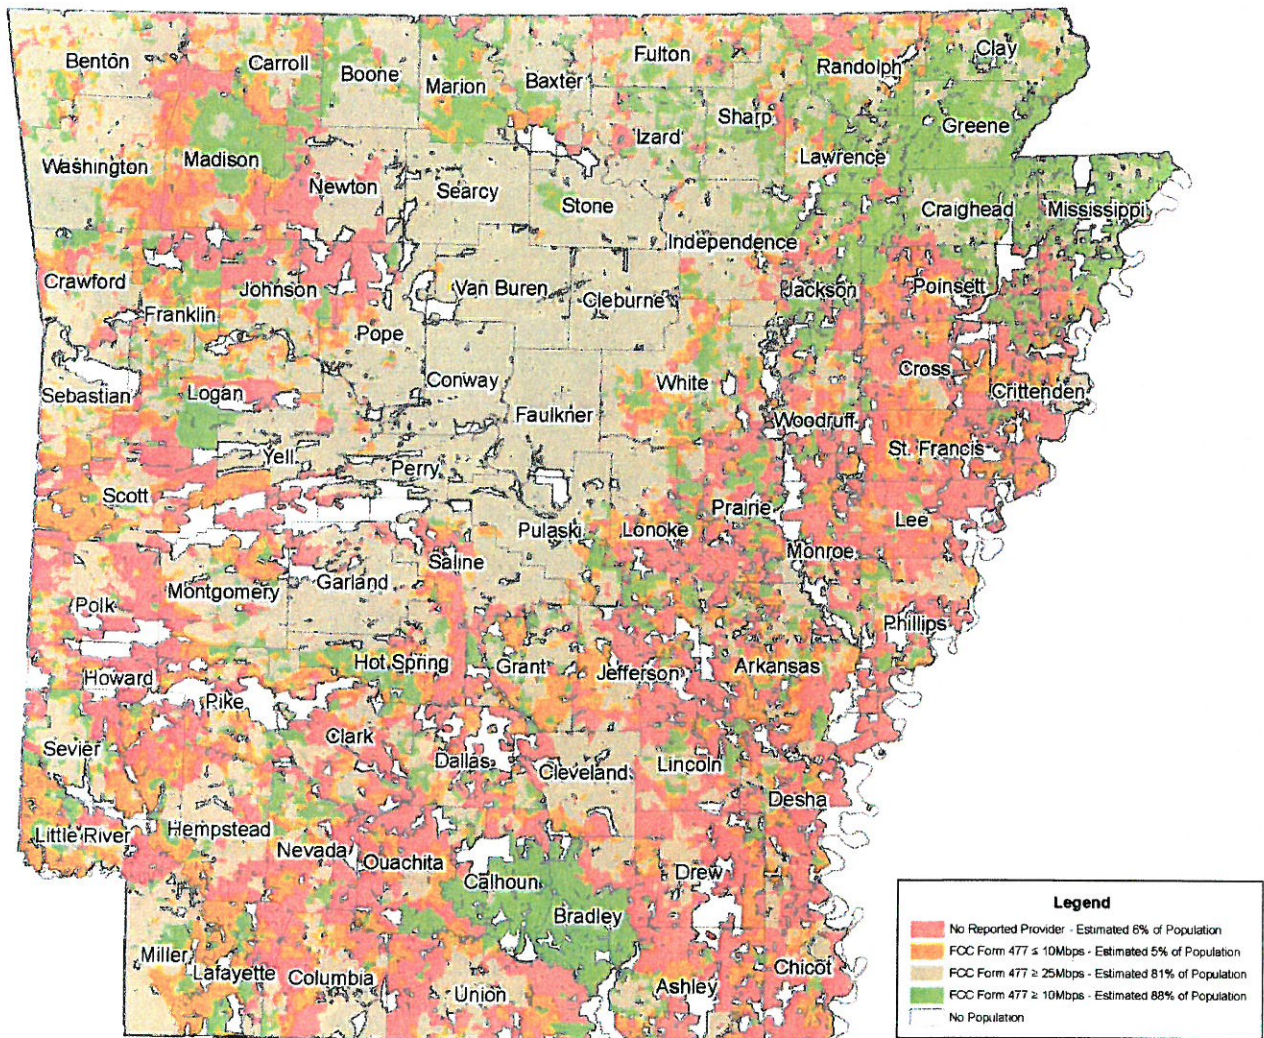 Benton
Carroll
Boone
Marion
Baxter
Fulton
Randolph
Clay
Washington
Madison
Newton
Searcy
Stone
Izard
Sharp
Lawrence
Greene
Independence
Craighead
Mississippi
Crawford
Franklin
Johnson
Pope
Van Buren
Cleburne
Jackson
Poinsett
Sebastian
Logan
Conway
Faulkner
White
Woodruff
Cross
Crittenden
Scott
Yell
Perry
Pulaski
Lonoke
Prairie
St. Francis
Lee
Polk
Montgomery
Garland
Saline
Monroe
Phillips
Howard
Pike
Hot Spring
Grant
Jefferson
Arkansas
Sevier
Clark
Dallas
Cleveland
Lincoln
Desha
Little River
Hempstead
Nevada
Ouachita
Calhoun
Bradley
Drew
Miller
Lafayette
Columbia
Union
Ashley
Chicot
Legend
No Reported Provider - Estimated 6% of Population
FCC Form 477 ≤ 10Mbps - Estimated 5% of Population
FCC Form 477 ≥ 25Mbps - Estimated 81% of Population
FCC Form 477 ≥ 10Mbps - Estimated 88% of Population
No Population